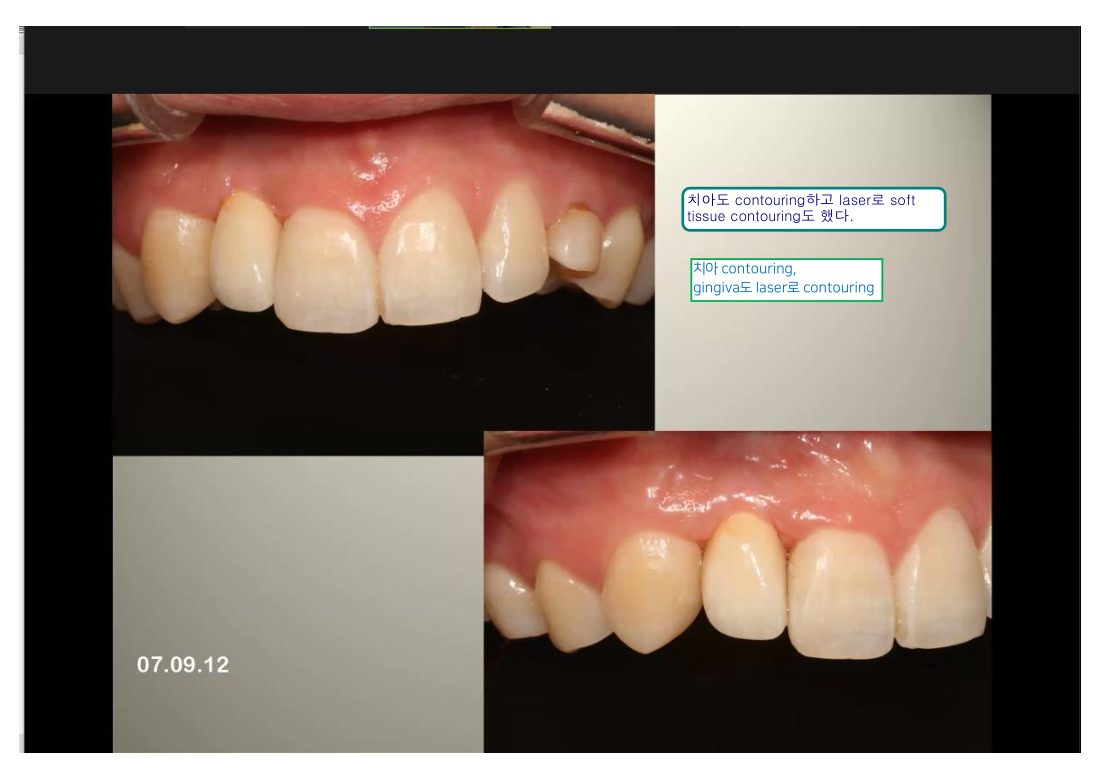 치아도 contouring하고 laser로 soft
tissue contouring도 했다.
치아 contouring,
gingiva도 laser로 contouring
07.09.12